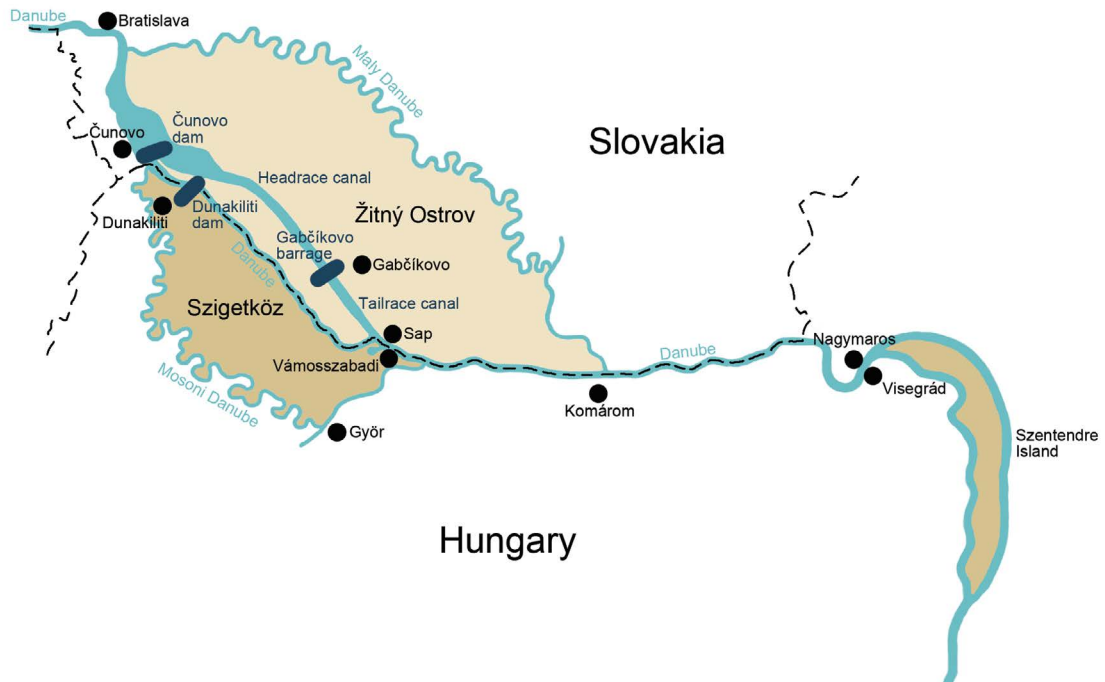 Danube
Bratislava
Maly Danube
Slovakia
Čunovo
Čunovo
dam
Headrace canal
Žitný Ostrov
Dunakiliti
Dunakiliti
dam
Danube
Gabčíkovo
barrage
Gabčíkovo
Szigetköz
Tailrace canal
Sap
Vámosszabadi
Danube
Nagymaros
Visegrád
Mosoni Danube
Komárom
Györ
Szentendre
Island
Hungary